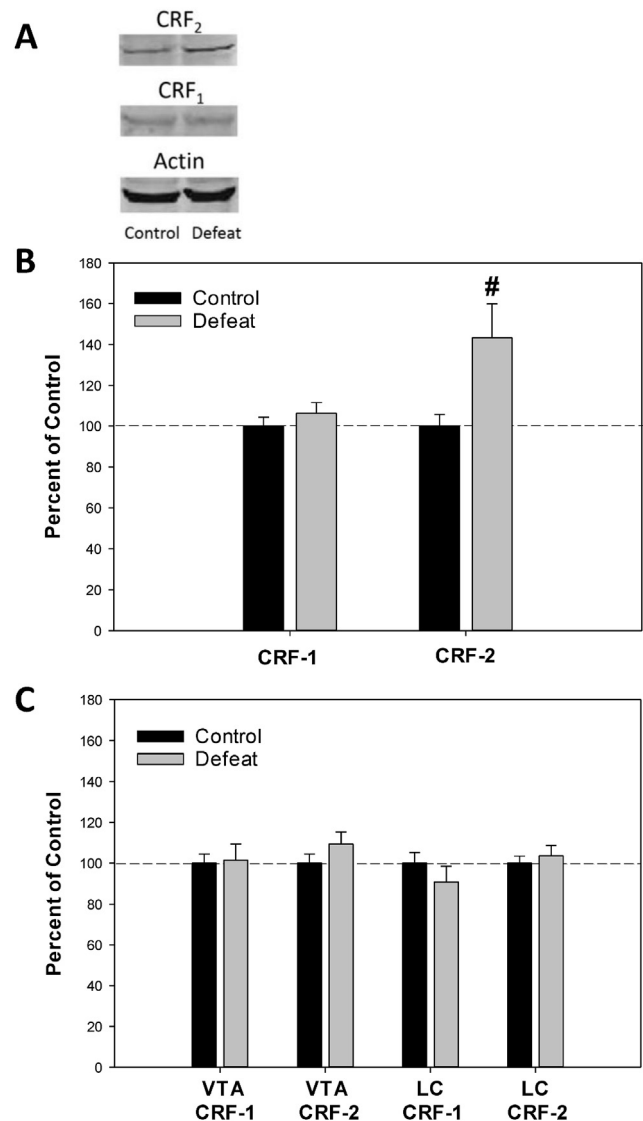 A
CRF2
CRF1
Actin
Control Defeat
B
180
160
140
120
100
80
60
40
20
0
Percent of Control
Control
Defeat
#
CRF-1 CRF-2
C
180
160
140
120
100
80
60
40
20
0
Percent of Control
Control
Defeat
VTA VTA LC LC
CRF-1 CRF-2 CRF-1 CRF-2